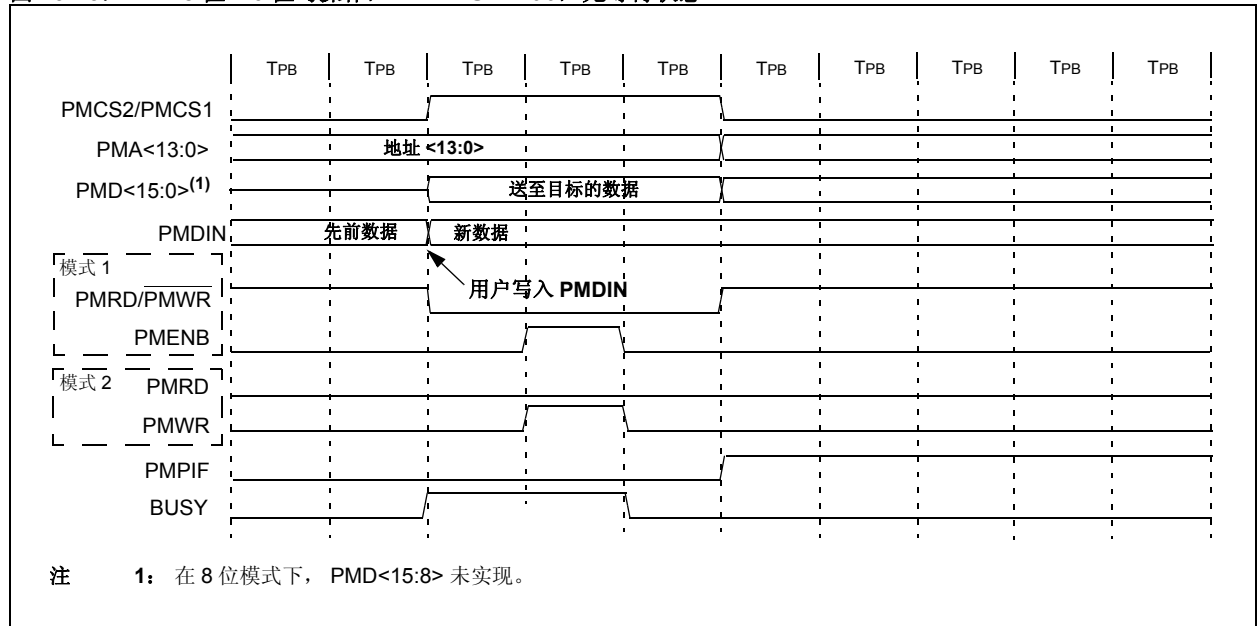 TPB TPB TPB TPB TPB TPB TPB TPB TPB TPB
PMCS2/PMCS1
PMA<13:0> 地址 <13:0>
PMD<15:0>(1) 送至目标的数据
PMDIN 先前数据 新数据
模式 1
用户写入 PMDIN
PMRD/PMWR
PMENB
模式 2 PMRD
PMWR
PMPIF
BUSY
注 1： 在 8 位模式下， PMD<15:8> 未实现。